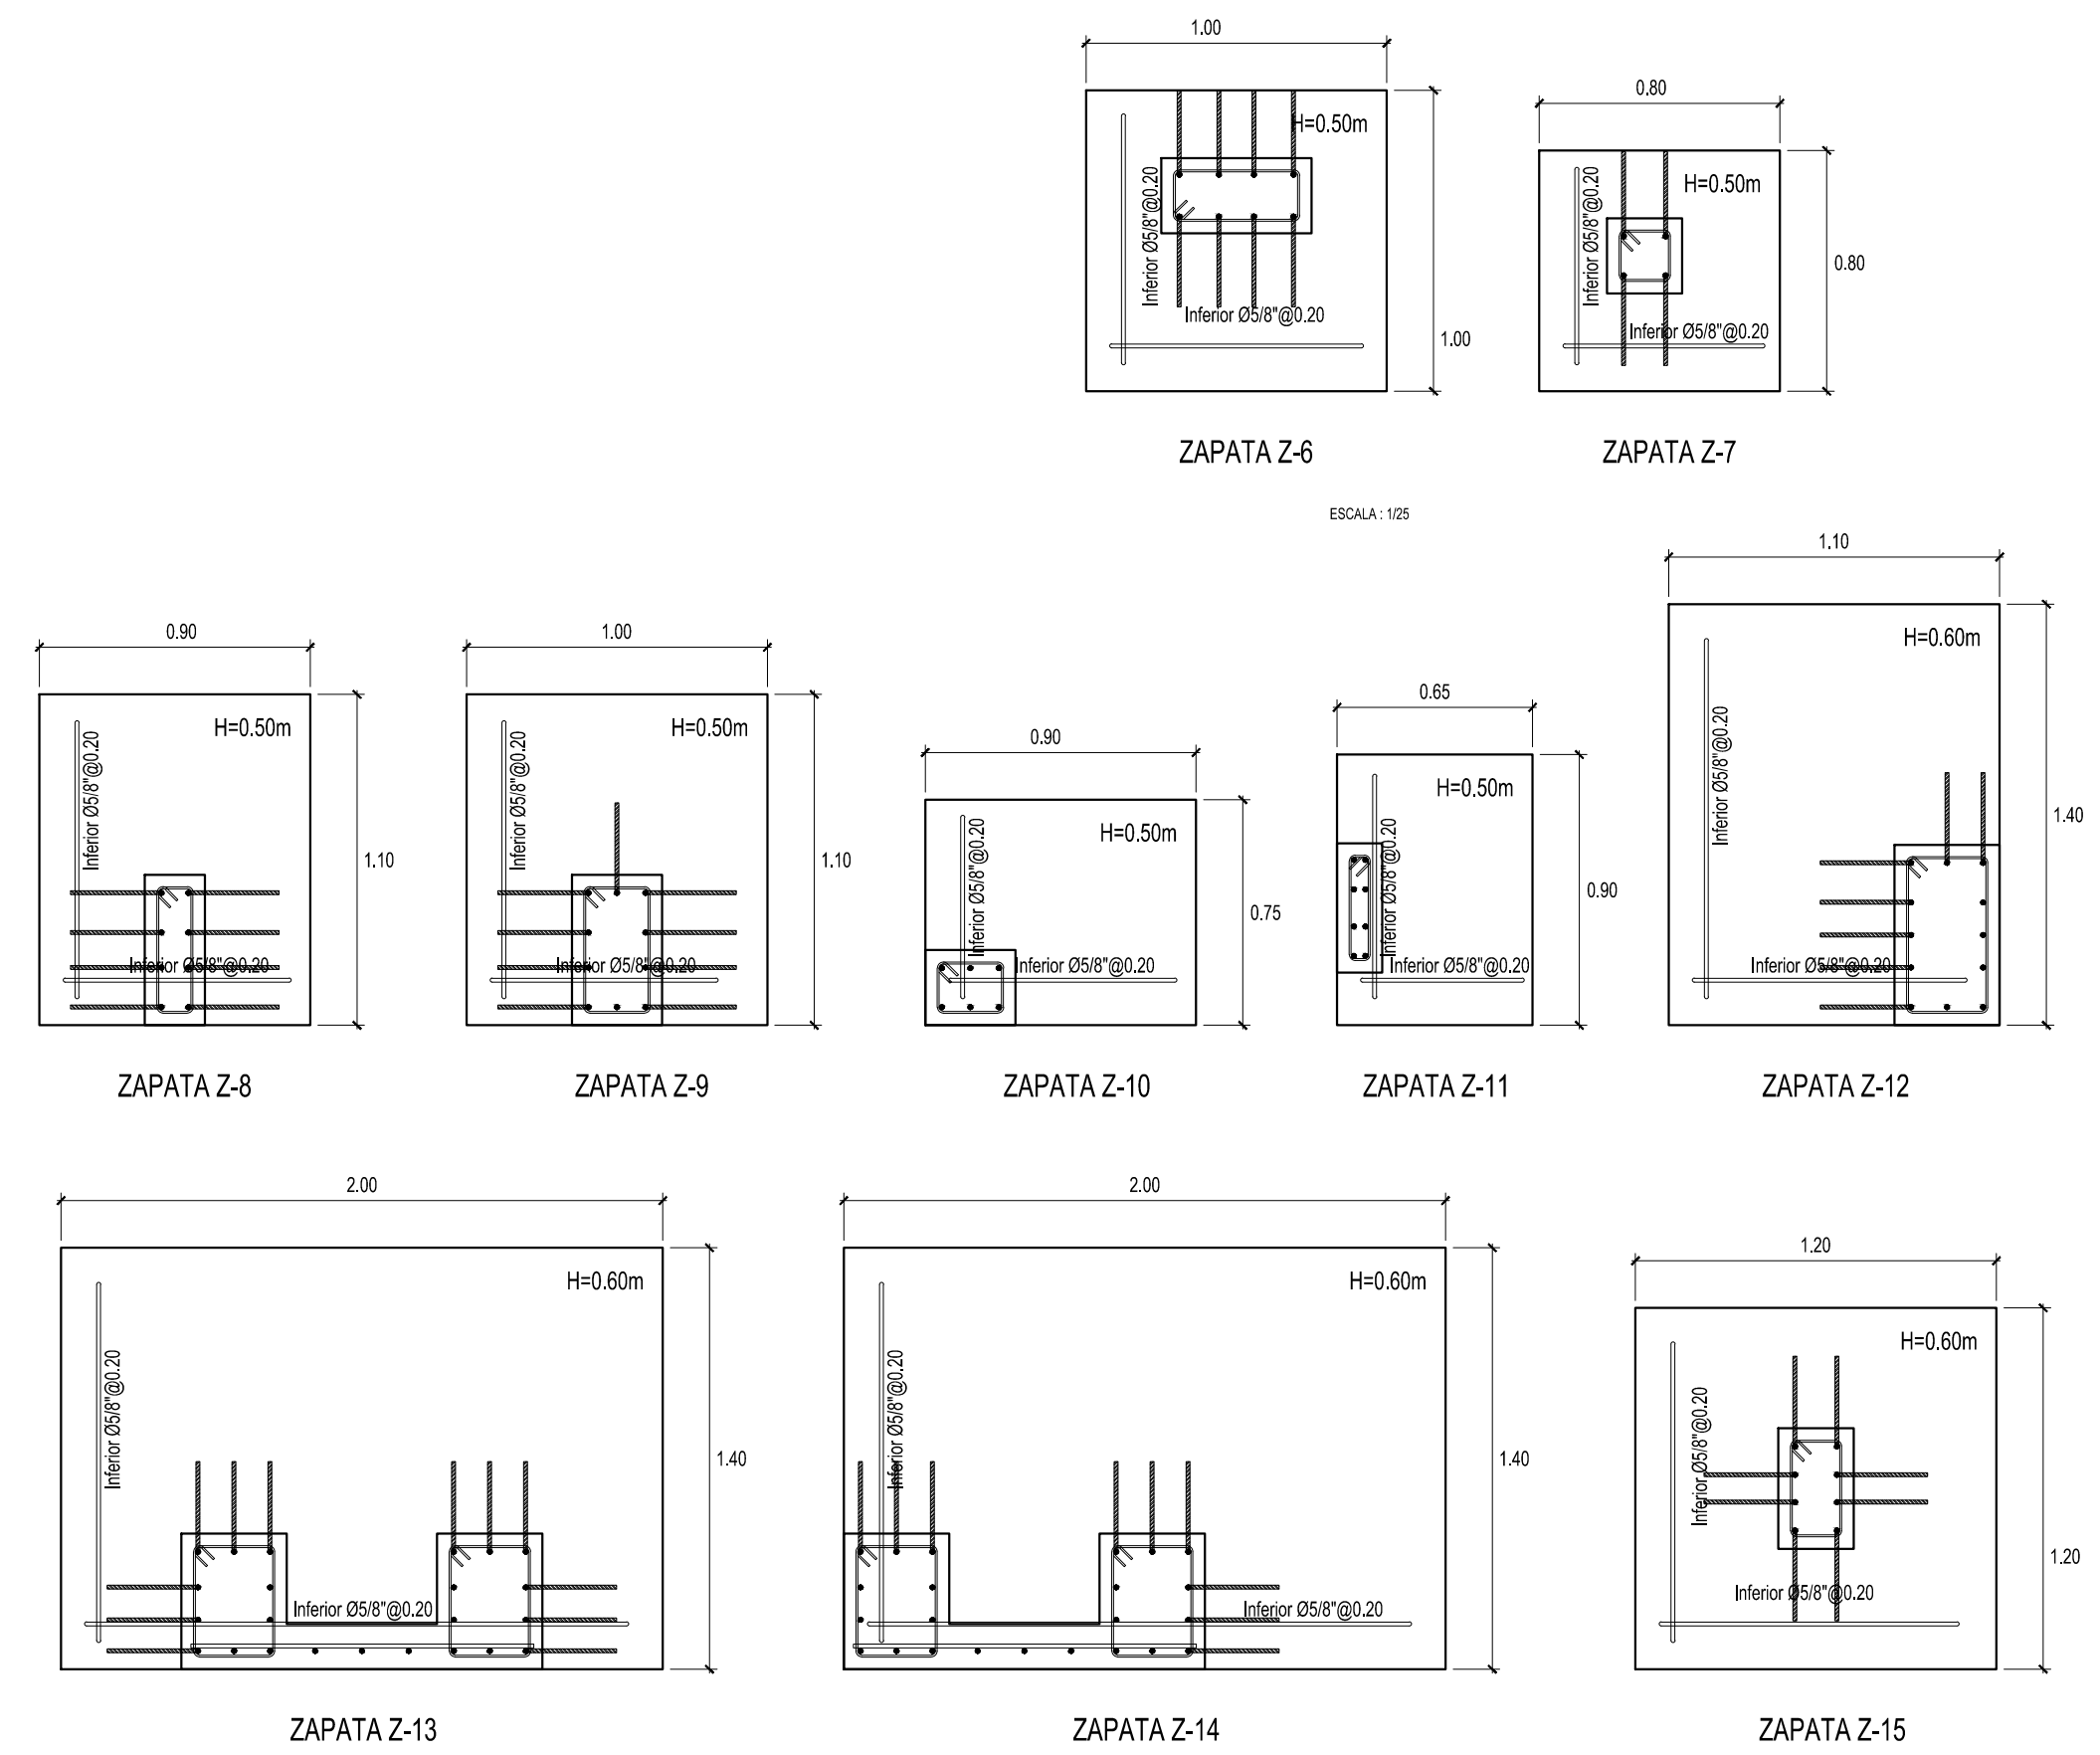 1.00
H=0.50m
Inferior Ø5/8"@0.20
Inferior Ø5/8"@0.20
1.00
ZAPATA Z-6
0.80
H=0.50m
Inferior Ø5/8"@0.20
Inferior Ø5/8"@0.20
0.80
ZAPATA Z-7
ESCALA : 1/25
0.90
H=0.50m
Inferior Ø5/8"@0.20
Inferior Ø5/8"@0.20
1.10
ZAPATA Z-8
1.00
H=0.50m
Inferior Ø5/8"@0.20
Inferior Ø5/8"@0.20
1.10
ZAPATA Z-9
0.90
H=0.50m
Inferior Ø5/8"@0.20
Inferior Ø5/8"@0.20
0.75
ZAPATA Z-10
0.65
H=0.50m
Inferior Ø5/8"@0.20
Inferior Ø5/8"@0.20
0.90
ZAPATA Z-11
1.10
H=0.60m
Inferior Ø5/8"@0.20
Inferior Ø5/8"@0.20
1.40
ZAPATA Z-12
2.00
H=0.60m
Inferior Ø5/8"@0.20
Inferior Ø5/8"@0.20
1.40
ZAPATA Z-13
2.00
H=0.60m
Inferior Ø5/8"@0.20
Inferior Ø5/8"@0.20
1.40
ZAPATA Z-14
1.20
H=0.60m
Inferior Ø5/8"@0.20
Inferior Ø5/8"@0.20
1.20
ZAPATA Z-15